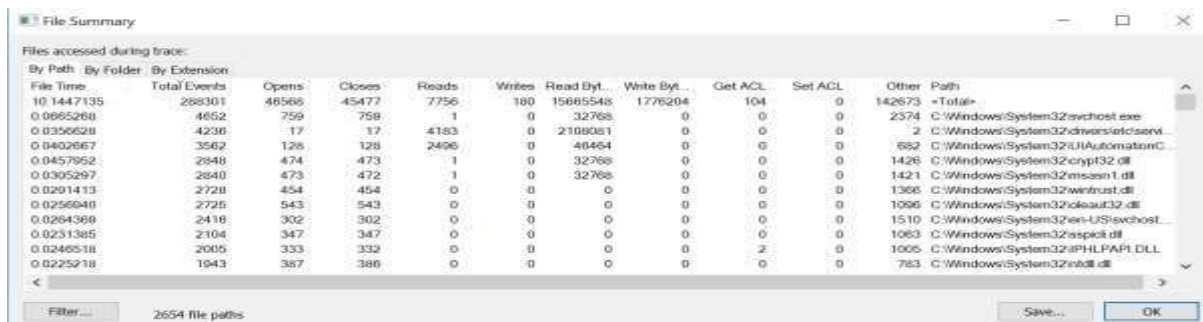 File Summary
Files accessed during trace:
By Path By Folder By Extension
File Time Total Events Opens Closes Reads Writes Read Byt... Write Byt... Get ACL Set ACL Other Path
10.1447135 288301 46568 45477 7756 180 15665548 1776204 104 0 142673 <Total>
0.0665268 4652 759 759 1 0 32768 0 0 0 2374 C:\Windows\System32\svchost.exe
0.0356628 4236 17 17 4183 0 2108081 0 0 0 2 C:\Windows\System32\drivers\etc\servi...
0.0402667 3562 128 128 2496 0 46464 0 0 0 682 C:\Windows\System32\UIAutomationC...
0.0457952 2848 474 473 1 0 32768 0 0 0 1426 C:\Windows\System32\crypt32.dll
0.0305297 2840 473 472 1 0 32768 0 0 0 1421 C:\Windows\System32\msasn1.dll
0.0291413 2728 454 454 0 0 0 0 0 0 1366 C:\Windows\System32\wintrust.dll
0.0256940 2725 543 543 0 0 0 0 0 0 1096 C:\Windows\System32\oleaut32.dll
0.0264369 2416 302 302 0 0 0 0 0 0 1510 C:\Windows\System32\en-US\svchost...
0.0231385 2104 347 347 0 0 0 0 0 0 1063 C:\Windows\System32\sspicli.dll
0.0246518 2005 333 332 0 0 0 0 2 0 1005 C:\Windows\System32\IPHLPAPI.DLL
0.0225218 1943 387 386 0 0 0 0 0 0 783 C:\Windows\System32\ntdll.dll
Filter... 2654 file paths Save... OK